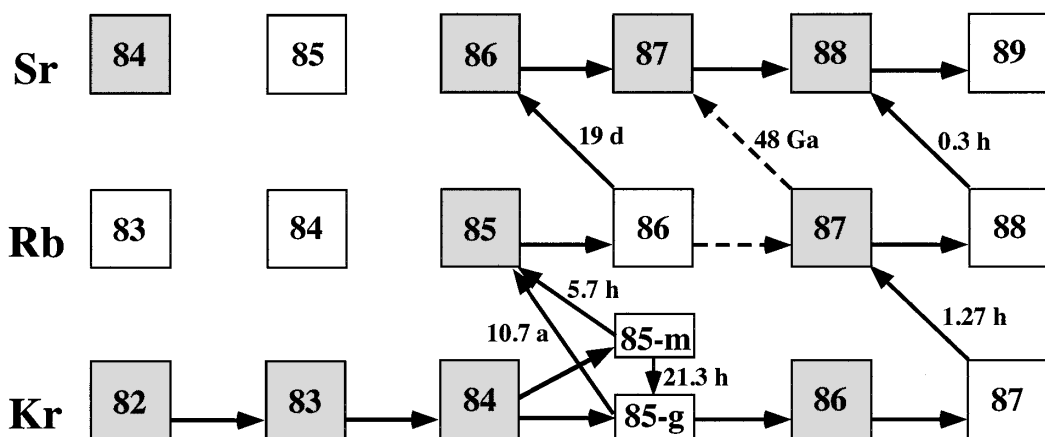 Sr 84 85 86 87 88 89
19 d 48 Ga 0.3 h
Rb 83 84 85 86 87 88
5.7 h
10.7 a 85-m 1.27 h
21.3 h
Kr 82 83 84 85-g 86 87